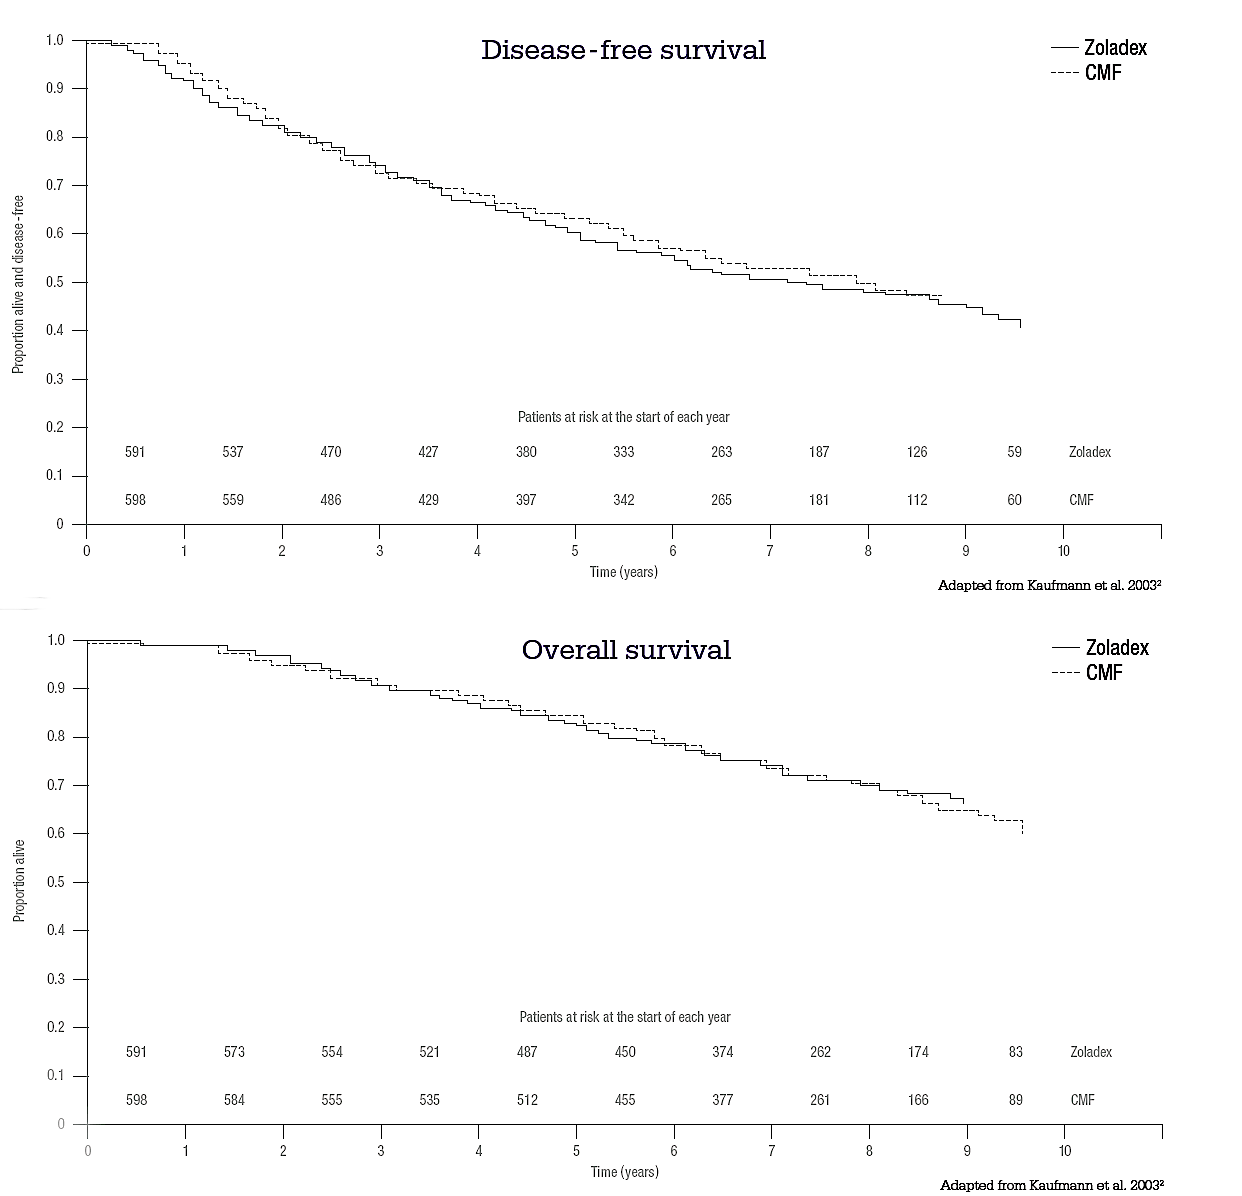 Disease-free survival
Zoladex
CMF
Proportion alive and disease-free
1.0
0.9
0.8
0.7
0.6
0.5
0.4
0.3
0.2
0.1
0
Patients at risk at the start of each year
591 537 470 427 380 333 263 187 126 59 Zoladex
598 559 486 429 397 342 265 181 112 60 CMF
0 1 2 3 4 5 6 7 8 9 10
Time (years)
Adapted from Kaufmann et al. 2003²
Overall survival
Zoladex
CMF
Proportion alive
1.0
0.9
0.8
0.7
0.6
0.5
0.4
0.3
0.2
0.1
0
Patients at risk at the start of each year
591 573 554 521 487 450 374 262 174 83 Zoladex
598 584 555 535 512 455 377 261 166 89 CMF
0 1 2 3 4 5 6 7 8 9 10
Time (years)
Adapted from Kaufmann et al. 2003²